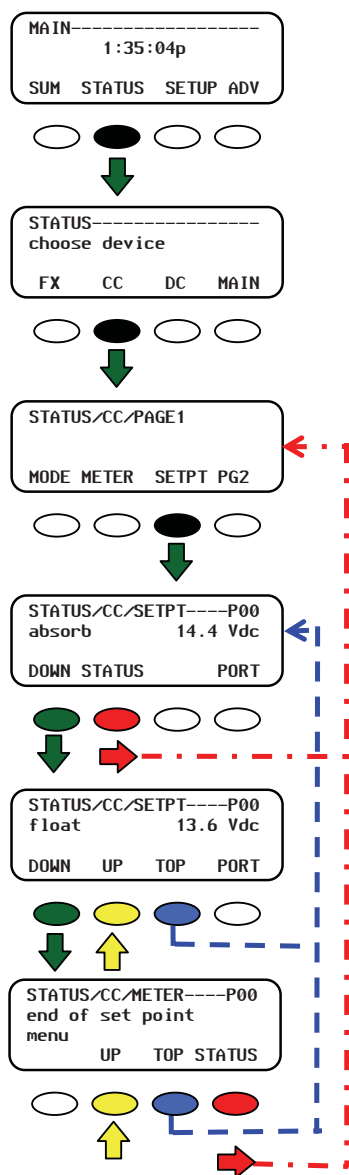 MAIN-------------------
1:35:04p
SUM STATUS SETUP ADV
STATUS-----------------
choose device
FX CC DC MAIN
STATUS/CC/PAGE1
MODE METER SETPT PG2
STATUS/CC/SETPT----P00
absorb 14.4 Vdc
DOWN STATUS PORT
STATUS/CC/SETPT----P00
float 13.6 Vdc
DOWN UP TOP PORT
STATUS/CC/METER----P00
end of set point
menu
UP TOP STATUS